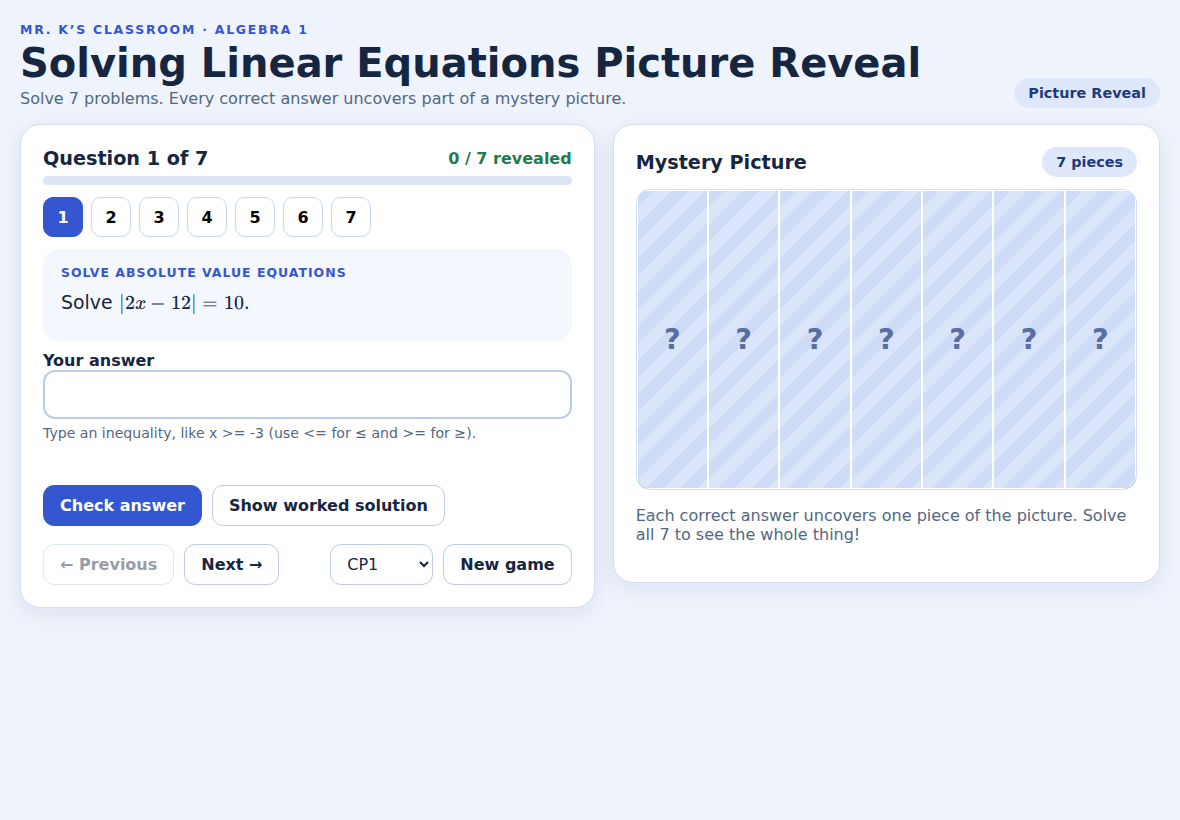 MR. K’S CLASSROOM · ALGEBRA 1
Solving Linear Equations Picture Reveal
Solve 7 problems. Every correct answer uncovers part of a mystery picture.
Picture Reveal
Question 1 of 7
0 / 7 revealed
1 2 3 4 5 6 7
SOLVE ABSOLUTE VALUE EQUATIONS
Solve |2x − 12| = 10.
Your answer
Type an inequality, like x >= -3 (use <= for ≤ and >= for ≥).
Check answer
Show worked solution
← Previous
Next →
CP1
New game
Mystery Picture
7 pieces
? ? ? ? ? ? ?
Each correct answer uncovers one piece of the picture. Solve
all 7 to see the whole thing!